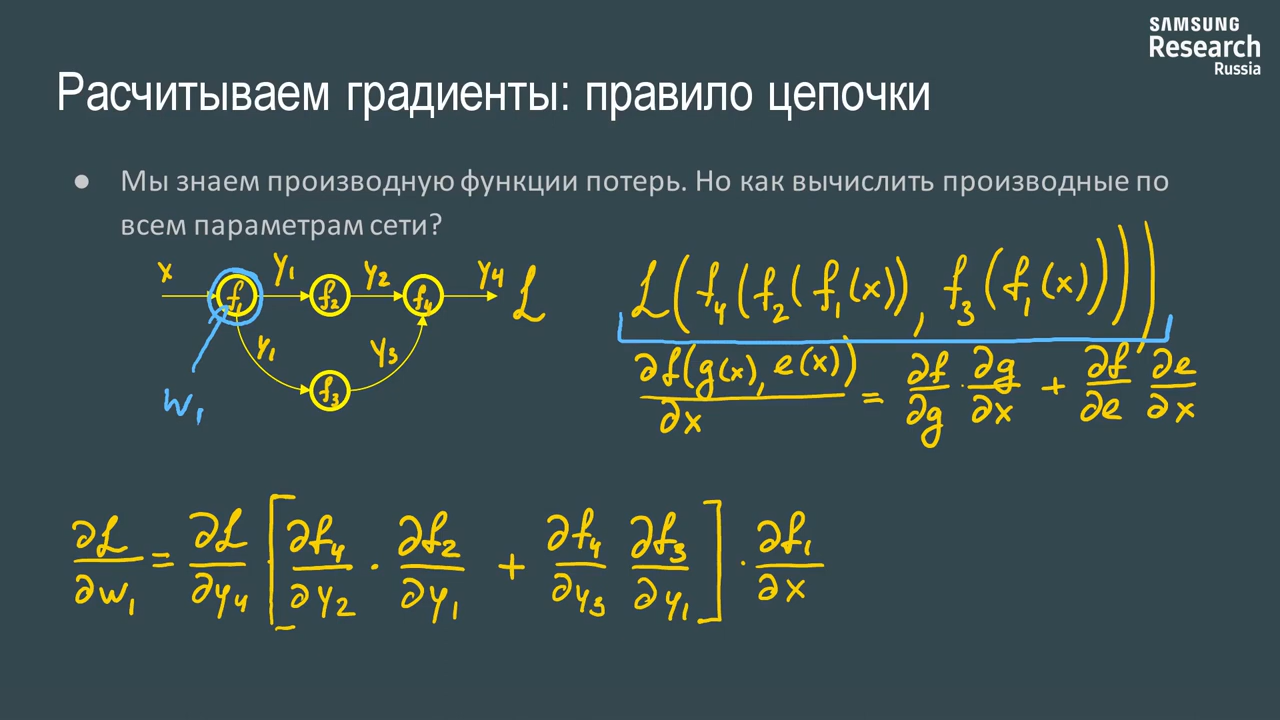 SAMSUNG
Research
Russia
Расчитываем градиенты: правило цепочки
● Мы знаем производную функции потерь. Но как вычислить производные по
всем параметрам сети?
x f₁ y₁ f₂ y₂ f₄ y₄ ℒ
y₁ f₃ y₃
w₁
ℒ(f₄(f₂(f₁(x)), f₃(f₁(x))))
∂f(g(x), e(x))/∂x = ∂f/∂g · ∂g/∂x + ∂f/∂e ∂e/∂x
∂ℒ/∂w₁ = ∂ℒ/∂y₄ · [∂f₄/∂y₂ · ∂f₂/∂y₁ + ∂f₄/∂y₃ ∂f₃/∂y₁] · ∂f₁/∂x